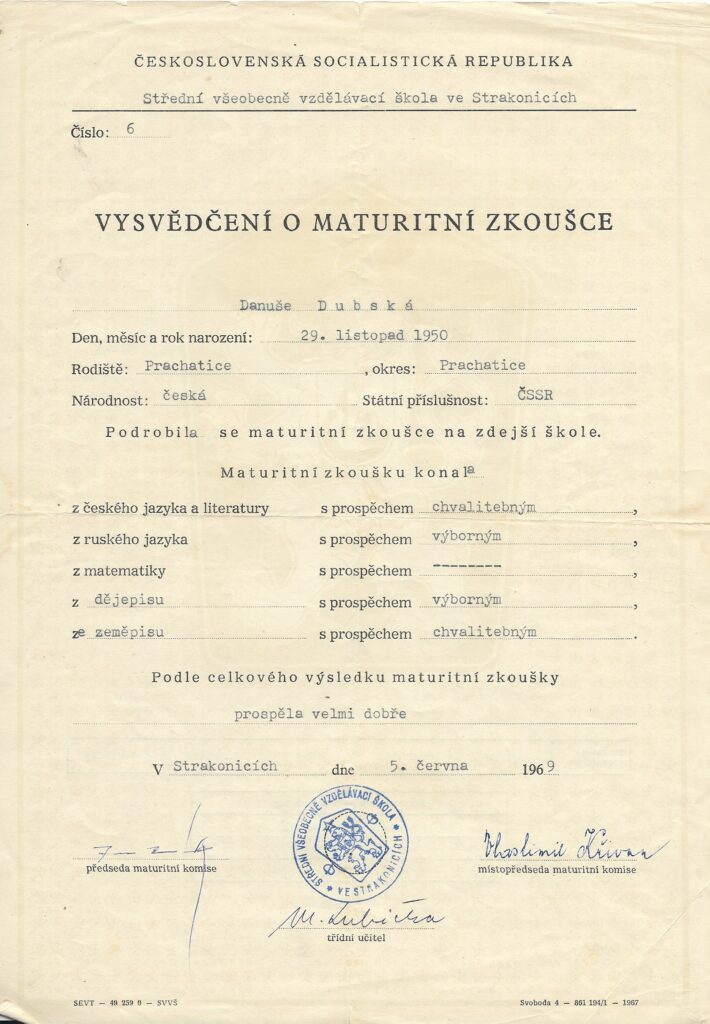 ČESKOSLOVENSKÁ SOCIALISTICKÁ REPUBLIKA
Střední všeobecně vzdělávací škola ve Strakonicích
Číslo: 6
VYSVĚDČENÍ O MATURITNÍ ZKOUŠCE
Danuše Dubská
Den, měsíc a rok narození: 29. listopad 1950
Rodiště: Prachatice, okres: Prachatice
Národnost: česká Státní příslušnost: ČSSR
Podrobila se maturitní zkoušce na zdejší škole.
Maturitní zkoušku konala
z českého jazyka a literatury s prospěchem chvalitebným,
z ruského jazyka s prospěchem výborným,
z matematiky s prospěchem --------,
z dějepisu s prospěchem výborným,
ze zeměpisu s prospěchem chvalitebným.
Podle celkového výsledku maturitní zkoušky
prospěla velmi dobře
V Strakonicích dne 5. června 1969
STŘEDNÍ VŠEOBECNĚ VZDĚLÁVACÍ ŠKOLA
VE STRAKONICÍCH
Vlastimil Křivan
předseda maturitní komise místopředseda maturitní komise
třídní učitel
SEVT — 49 259 0 — SVVŠ Svoboda 4 — 861 194/1 — 1967